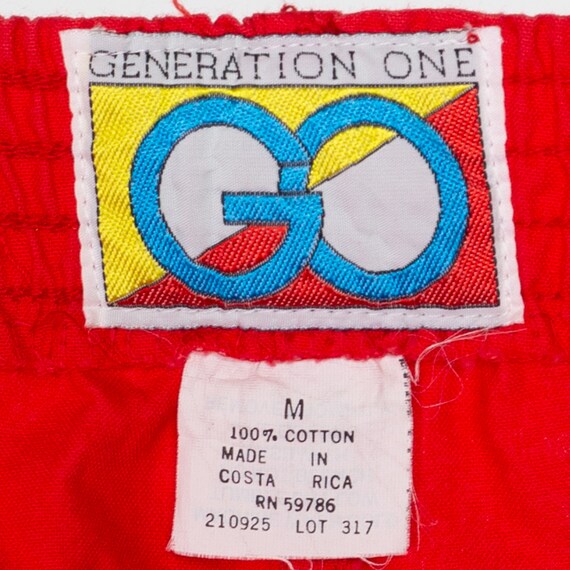 GENERATION ONE
GO
M
100% COTTON
MADE IN
COSTA RICA
RN 59786
210925 LOT 317